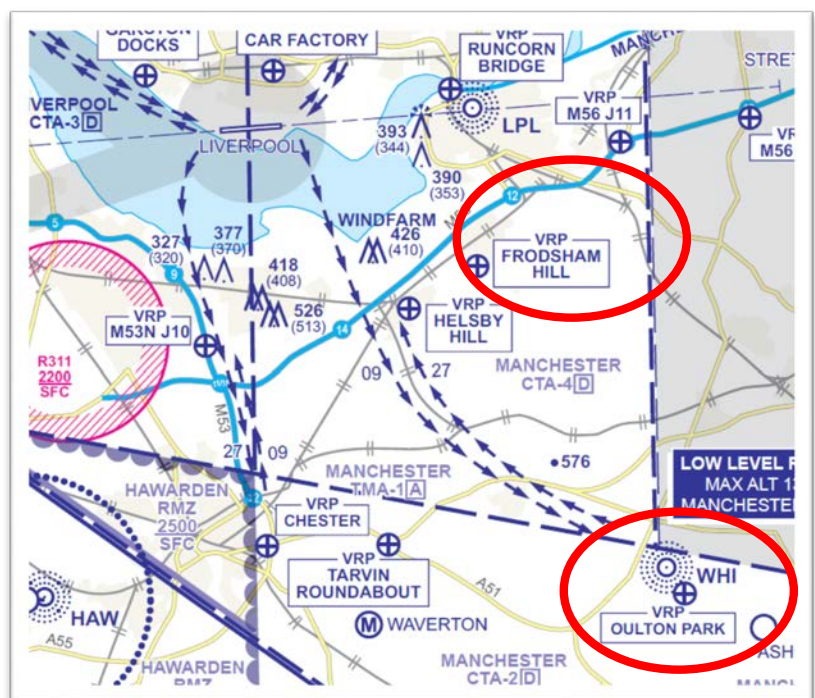 GARSTON
DOCKS
CAR FACTORY
VRP
RUNCORN
BRIDGE
STRET
VERPOOL
CTA-3 D
LIVERPOOL
393
(344)
LPL
VRP
M56 J11
M56
390
(353)
12
5
WINDFARM
426
(410)
VRP
FRODSHAM
HILL
327
(320)
377
(370)
9
418
(408)
526
(513)
VRP
M53N J10
14
VRP
HELSBY
HILL
R311
2200
SFC
09
27
MANCHESTER
CTA-4 D
M53
27
09
576
MANCHESTER
TMA-1 A
LOW LEVEL
MAX ALT
MANCHESTER
HAWARDEN
RMZ
2500
SFC
VRP
CHESTER
VRP
TARVIN
ROUNDABOUT
A51
WHI
VRP
OULTON PARK
HAW
M WAVERTON
ASH
A55
HAWARDEN
RMZ
MANCHESTER
CTA-2 D